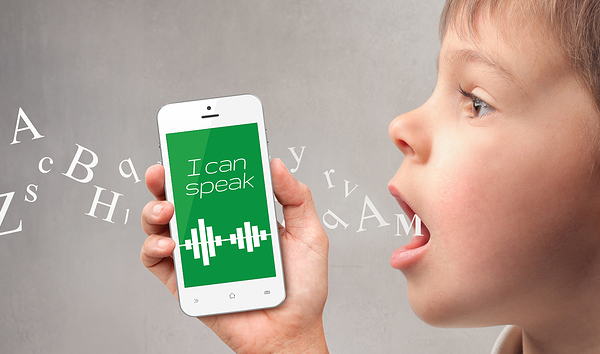 A c B q
Z s H l
I can
speak
y r v
q A M